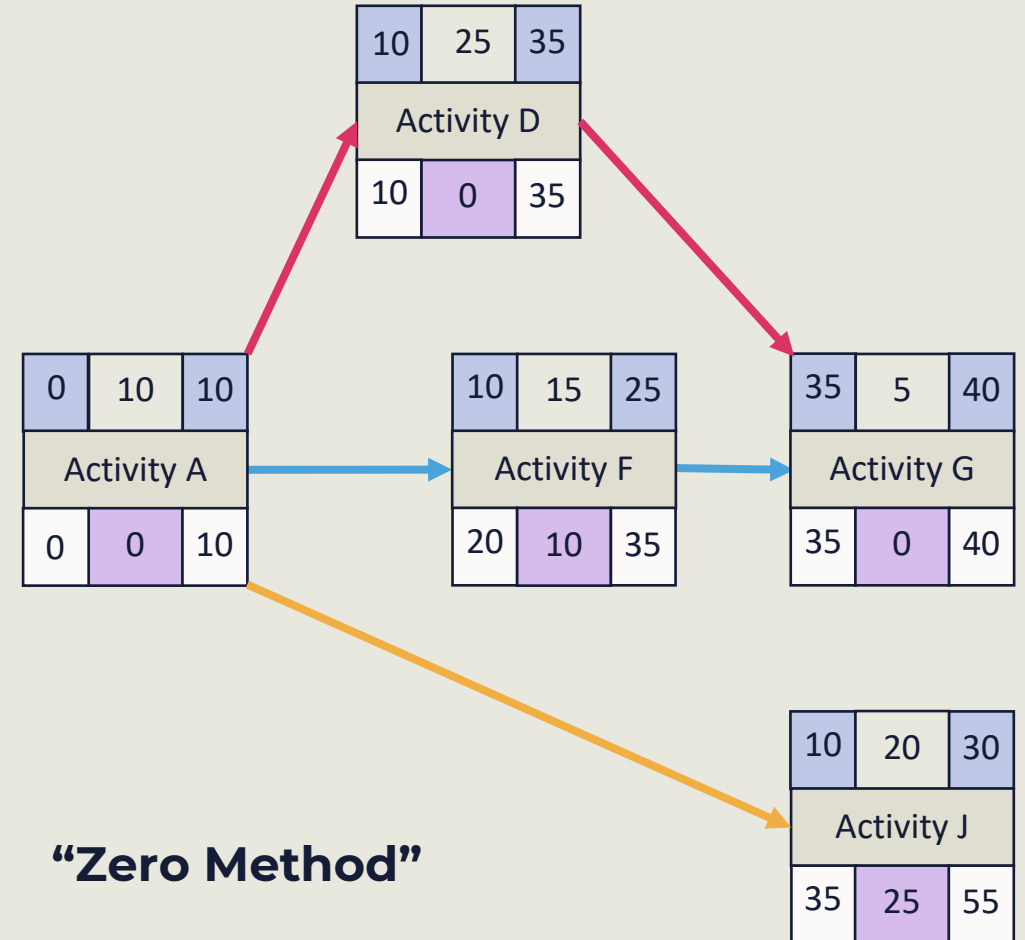 10 25 35
Activity D
10 0 35
0 10 10
Activity A
0 0 10
10 15 25
Activity F
20 10 35
35 5 40
Activity G
35 0 40
10 20 30
Activity J
35 25 55
“Zero Method”